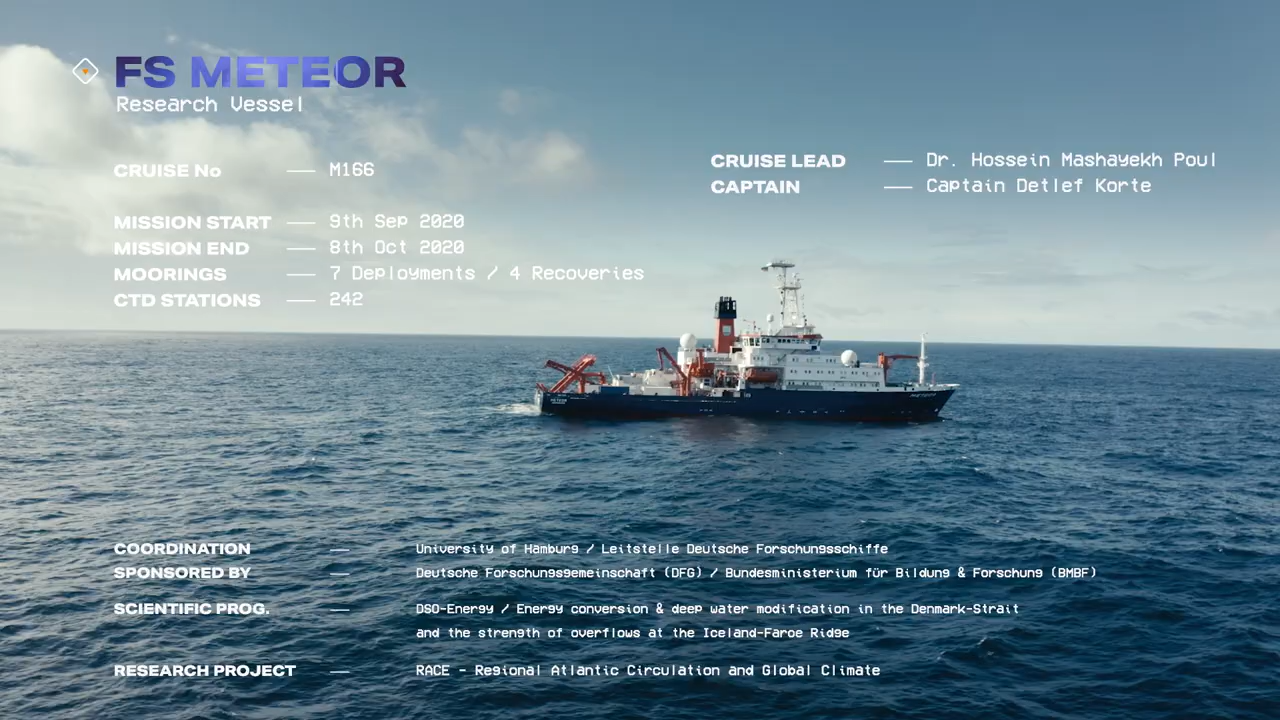 FS METEOR
Research Vessel
CRUISE No — M166
MISSION START — 9th Sep 2020
MISSION END — 8th Oct 2020
MOORINGS — 7 Deployments / 4 Recoveries
CTD STATIONS — 242
CRUISE LEAD — Dr. Hossein Mashayekh Poul
CAPTAIN — Captain Detlef Korte
METEOR
METEOR
COORDINATION — University of Hamburg / Leitstelle Deutsche Forschungsschiffe
SPONSORED BY — Deutsche Forschungsgemeinschaft (DFG) / Bundesministerium für Bildung & Forschung (BMBF)
SCIENTIFIC PROG. — DSO-Energy / Energy conversion & deep water modification in the Denmark-Strait
and the strength of overflows at the Iceland-Faroe Ridge
RESEARCH PROJECT — RACE - Regional Atlantic Circulation and Global Climate